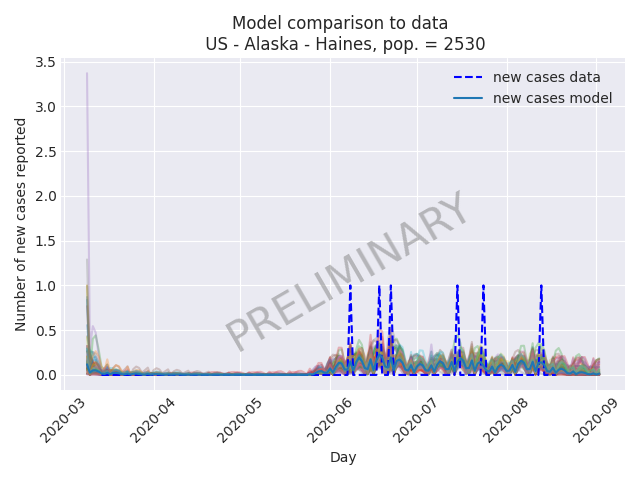 Model comparison to data
US - Alaska - Haines, pop. = 2530
new cases data
new cases model
Number of new cases reported
3.5
3.0
2.5
2.0
1.5
1.0
0.5
0.0
PRELIMINARY
2020-03
2020-04
2020-05
2020-06
2020-07
2020-08
2020-09
Day